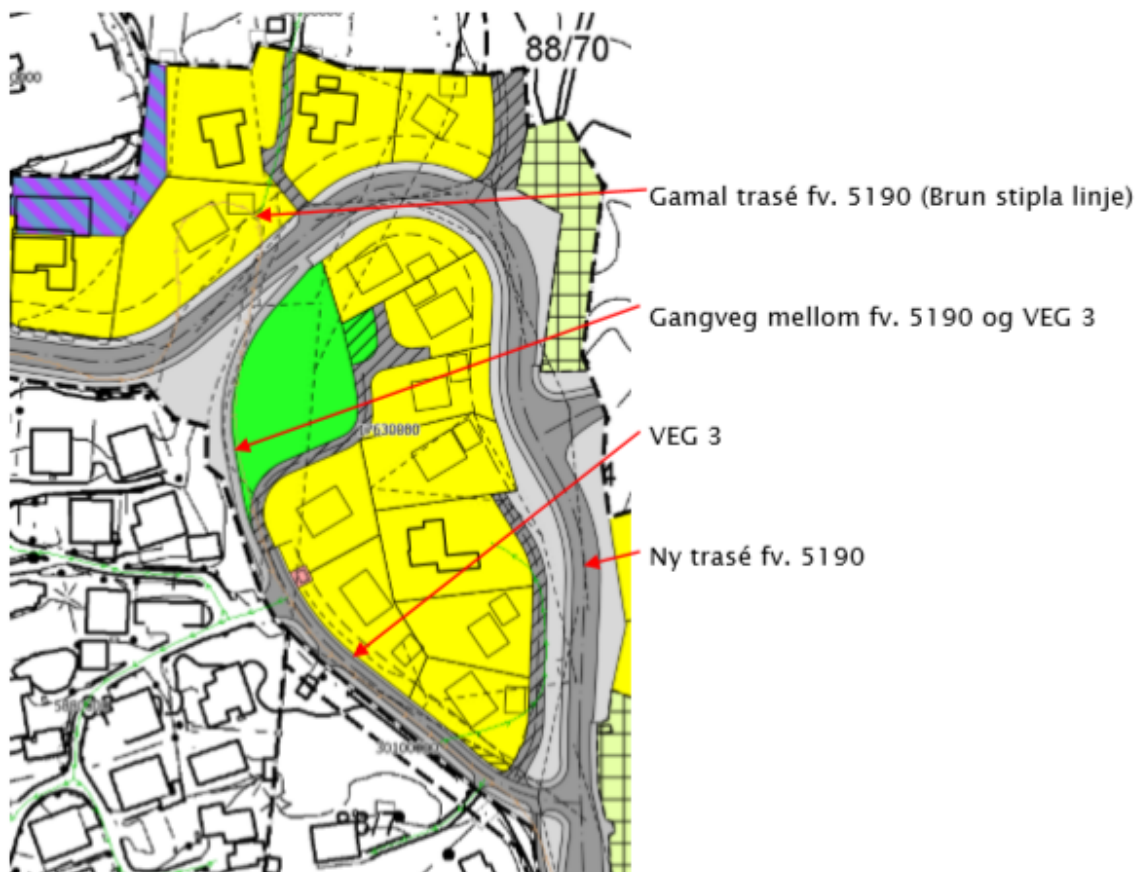 88/70
Gamal trasé fv. 5190 (Brun stipla linje)
Gangveg mellom fv. 5190 og VEG 3
VEG 3
Ny trasé fv. 5190